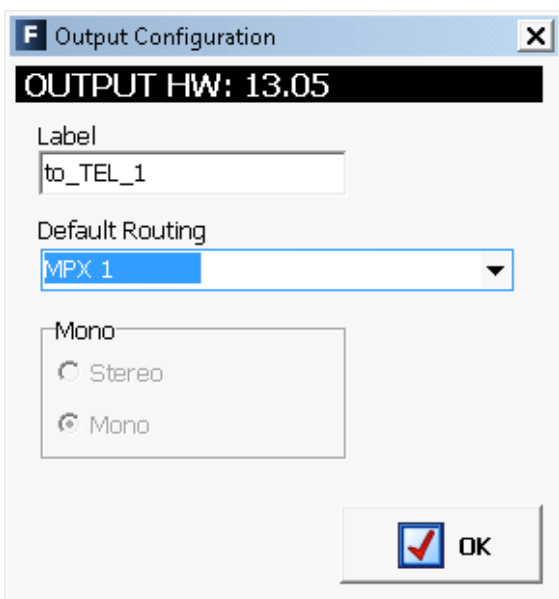 F Output Configuration
OUTPUT HW: 13.05
Label
to_TEL_1
Default Routing
MPX 1
Mono
Stereo
Mono
OK